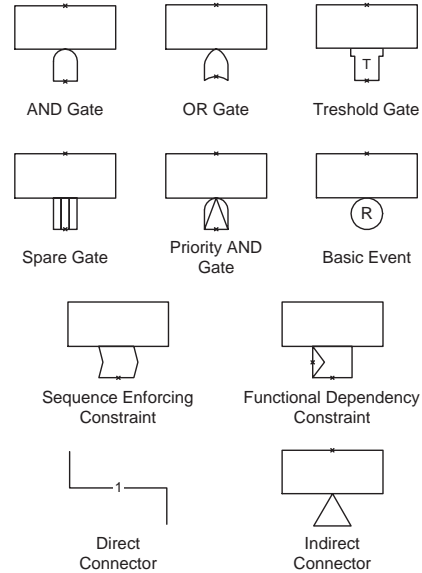 T
AND Gate
OR Gate
Treshold Gate
R
Spare Gate
Priority AND
Gate
Basic Event
Sequence Enforcing
Constraint
Functional Dependency
Constraint
1
Direct
Connector
Indirect
Connector